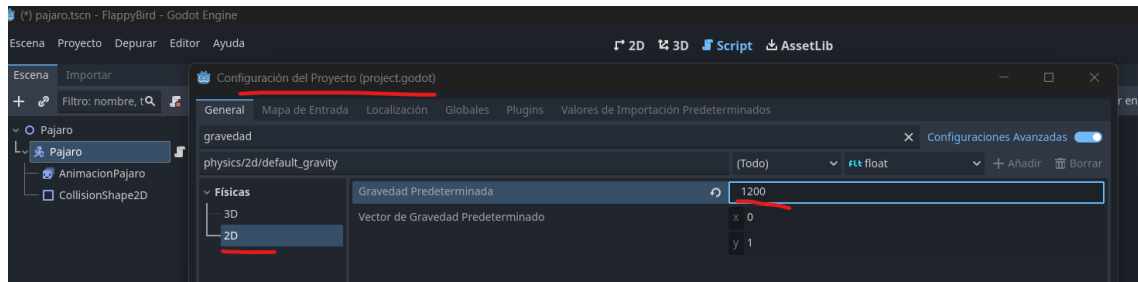 (*) pajaro.tscn - FlappyBird - Godot Engine
Escena Proyecto Depurar Editor Ayuda 2D 3D Script AssetLib
Escena Importar Configuración del Proyecto (project.godot)
Filtro: nombre, t General Mapa de Entrada Localización Globales Plugins Valores de Importación Predeterminados r en
Pajaro gravedad Configuraciones Avanzadas
Pajaro physics/2d/default_gravity (Todo) float Añadir Borrar
AnimacionPajaro Físicas Gravedad Predeterminada 1200
CollisionShape2D 3D Vector de Gravedad Predeterminado x 0
2D y 1